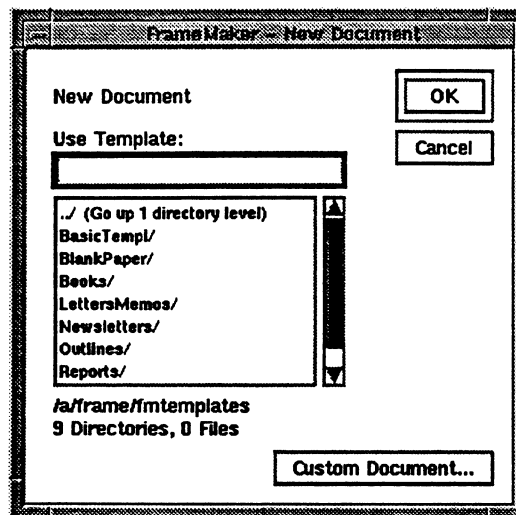 FrameMaker - New Document
New Document
OK
Use Template:
Cancel
../ (Go up 1 directory level)
BasicTempl/
BlankPaper/
Books/
LettersMemos/
Newsletters/
Outlines/
Reports/
/a/frame/fmtemplates
9 Directories, 0 Files
Custom Document...